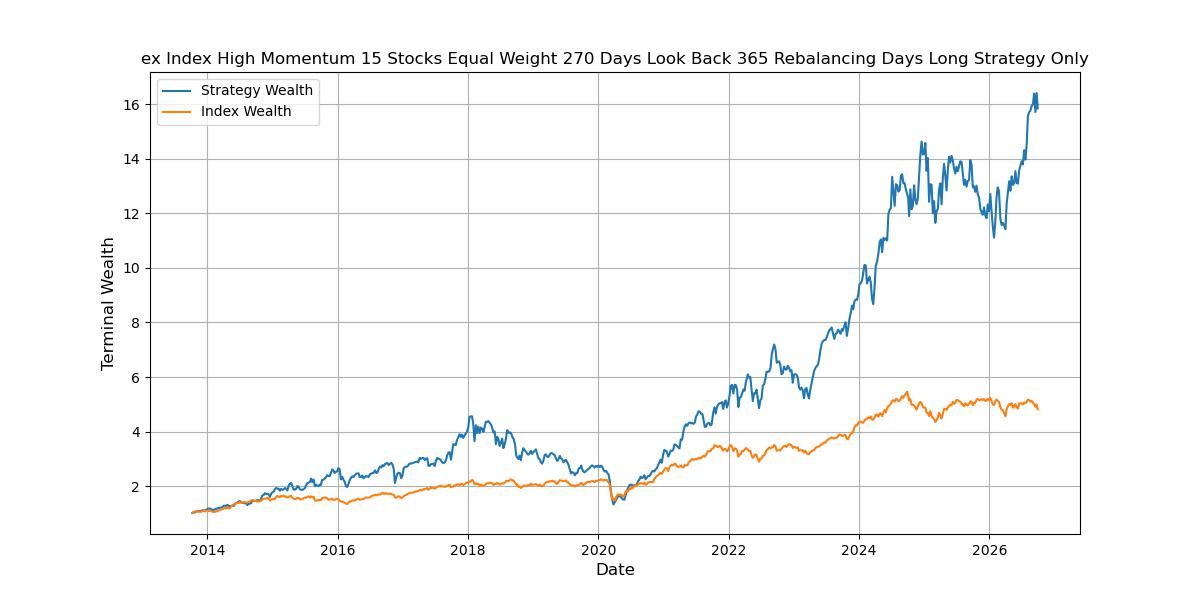 ex Index High Momentum 15 Stocks Equal Weight 270 Days Look Back 365 Rebalancing Days Long Strategy Only
Strategy Wealth
Index Wealth
Terminal Wealth
16
14
12
10
8
6
4
2
2014 2016 2018 2020 2022 2024 2026
Date